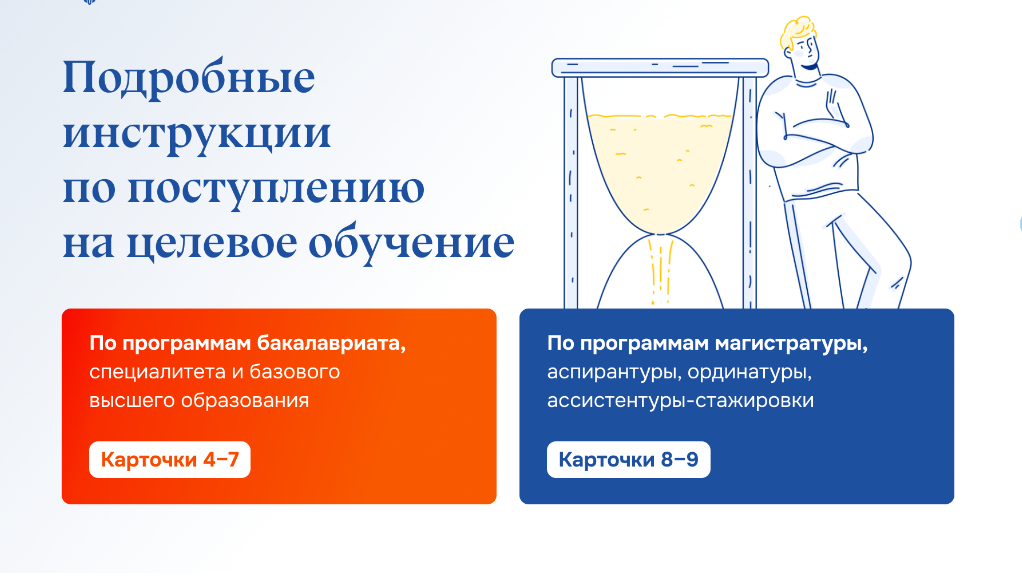 Подробные
инструкции
по поступлению
на целевое обучение
По программам бакалавриата,
специалитета и базового
высшего образования
Карточки 4–7
По программам магистратуры,
аспирантуры, ординатуры,
ассистентуры-стажировки
Карточки 8–9